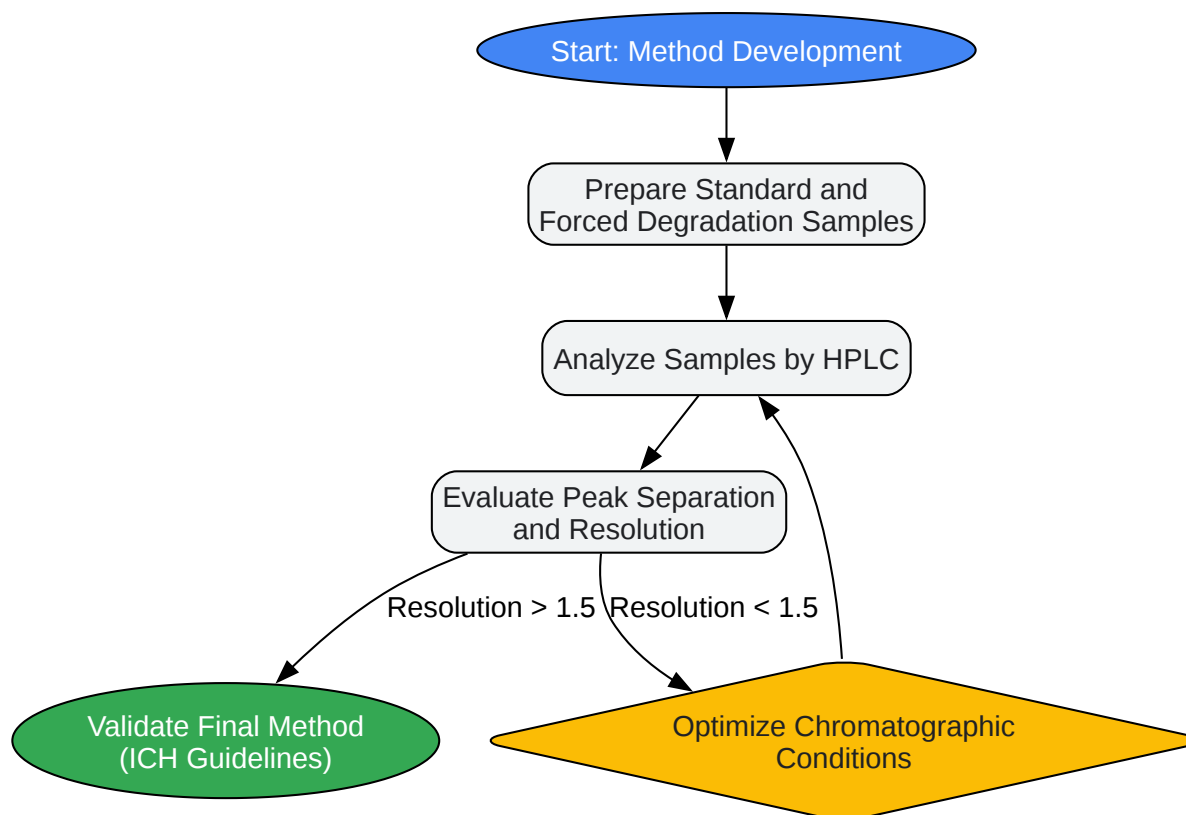 Start: Method Development
Prepare Standard and
Forced Degradation Samples
Analyze Samples by HPLC
Evaluate Peak Separation
and Resolution
Resolution > 1.5
Resolution < 1.5
Validate Final Method
(ICH Guidelines)
Optimize Chromatographic
Conditions